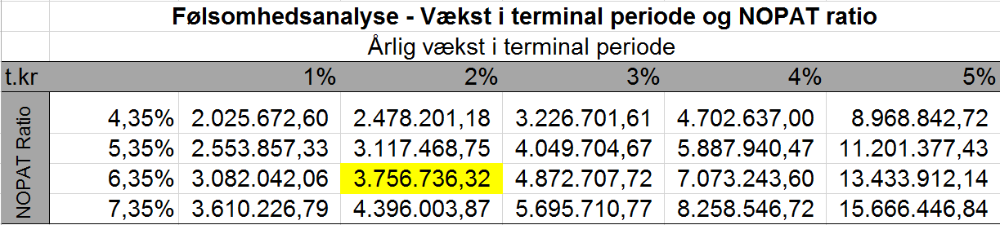 Følsomhedsanalyse - Vækst i terminal periode og NOPAT ratio
Årlig vækst i terminal periode
t.kr 1% 2% 3% 4% 5%
NOPAT Ratio
4,35% 2.025.672,60 2.478.201,18 3.226.701,61 4.702.637,00 8.968.842,72
5,35% 2.553.857,33 3.117.468,75 4.049.704,67 5.887.940,47 11.201.377,43
6,35% 3.082.042,06 3.756.736,32 4.872.707,72 7.073.243,60 13.433.912,14
7,35% 3.610.226,79 4.396.003,87 5.695.710,77 8.258.546,72 15.666.446,84